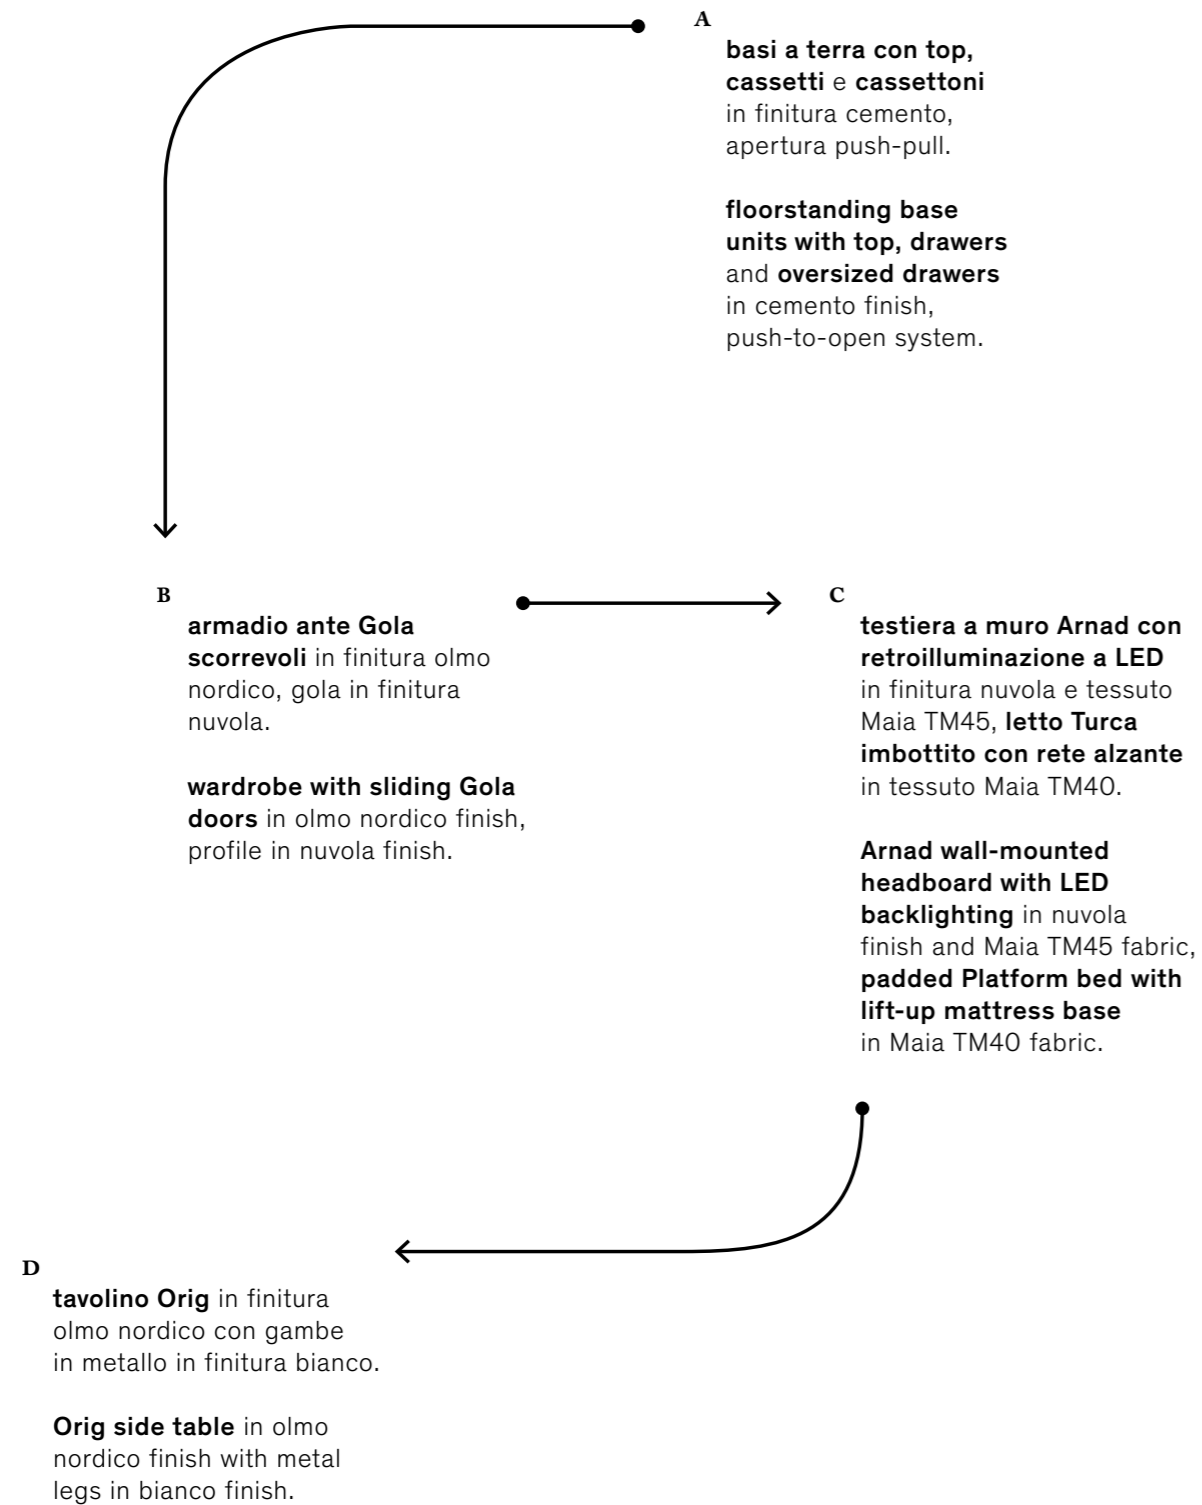 A
basi a terra con top,
cassetti e cassettoni
in finitura cemento,
apertura push-pull.
floorstanding base
units with top, drawers
and oversized drawers
in cemento finish,
push-to-open system.
B
armadio ante Gola
scorrevoli in finitura olmo
nordico, gola in finitura
nuvola.
wardrobe with sliding Gola
doors in olmo nordico finish,
profile in nuvola finish.
C
testiera a muro Arnad con
retroilluminazione a LED
in finitura nuvola e tessuto
Maia TM45, letto Turca
imbottito con rete alzante
in tessuto Maia TM40.
Arnad wall-mounted
headboard with LED
backlighting in nuvola
finish and Maia TM45 fabric,
padded Platform bed with
lift-up mattress base
in Maia TM40 fabric.
D
tavolino Orig in finitura
olmo nordico con gambe
in metallo in finitura bianco.
Orig side table in olmo
nordico finish with metal
legs in bianco finish.